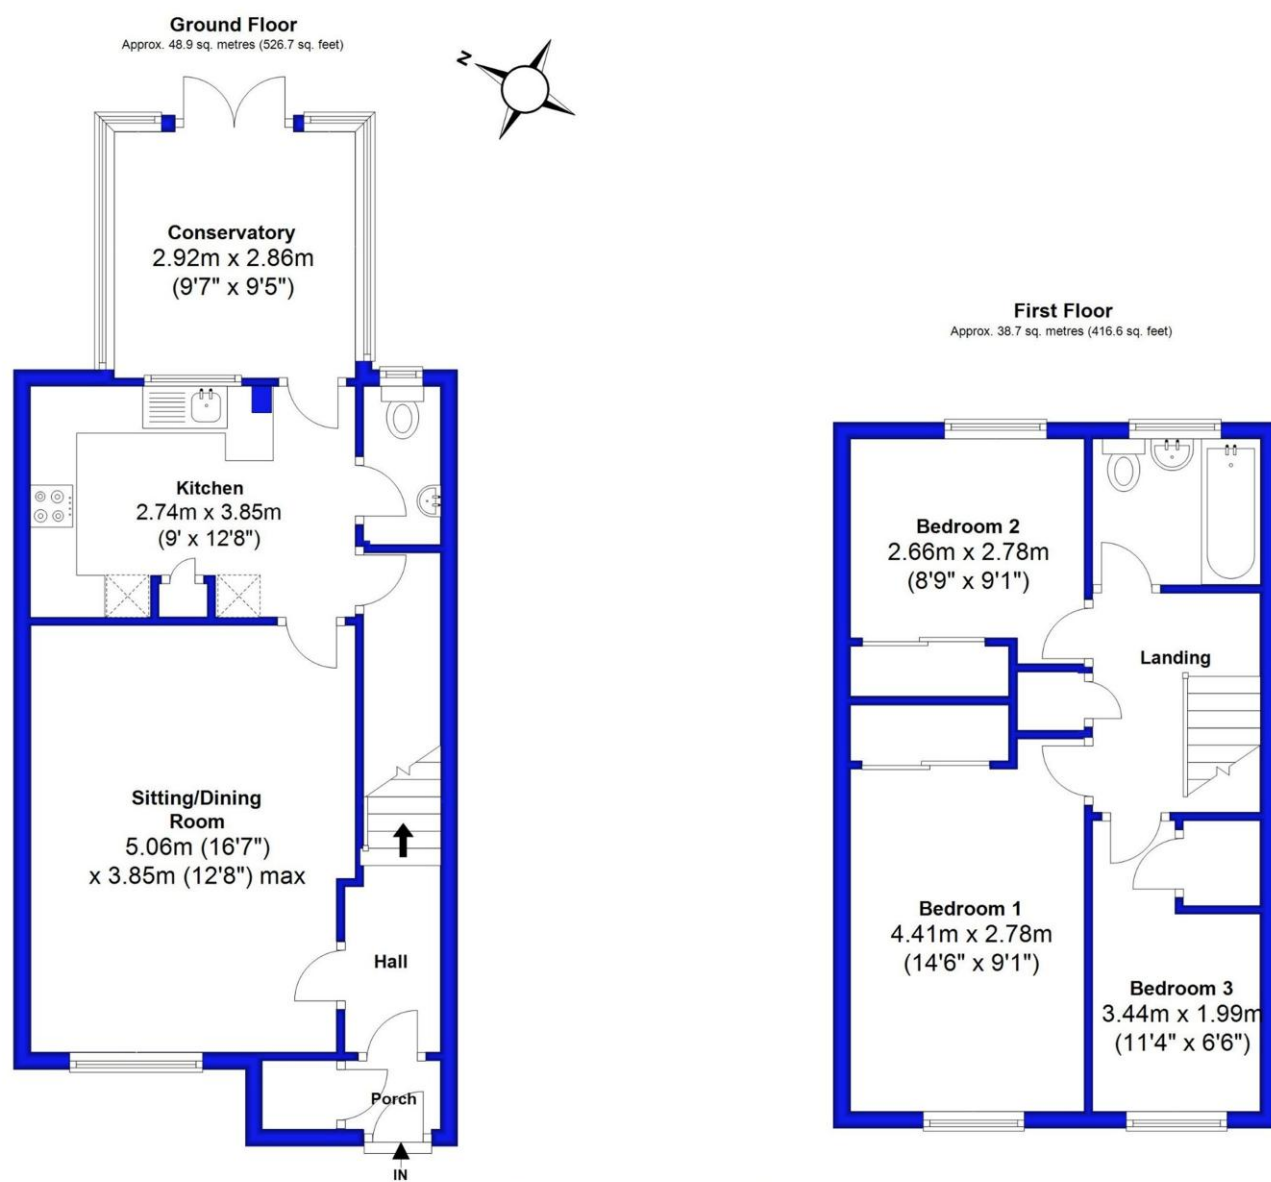 Ground Floor
Approx. 48.9 sq. metres (526.7 sq. feet)
N
Conservatory
2.92m x 2.86m
(9'7" x 9'5")
Kitchen
2.74m x 3.85m
(9' x 12'8")
Sitting/Dining
Room
5.06m (16'7")
x 3.85m (12'8") max
Hall
Porch
IN
First Floor
Approx. 38.7 sq. metres (416.6 sq. feet)
Bedroom 2
2.66m x 2.78m
(8'9" x 9'1")
Landing
Bedroom 1
4.41m x 2.78m
(14'6" x 9'1")
Bedroom 3
3.44m x 1.99m
(11'4" x 6'6")